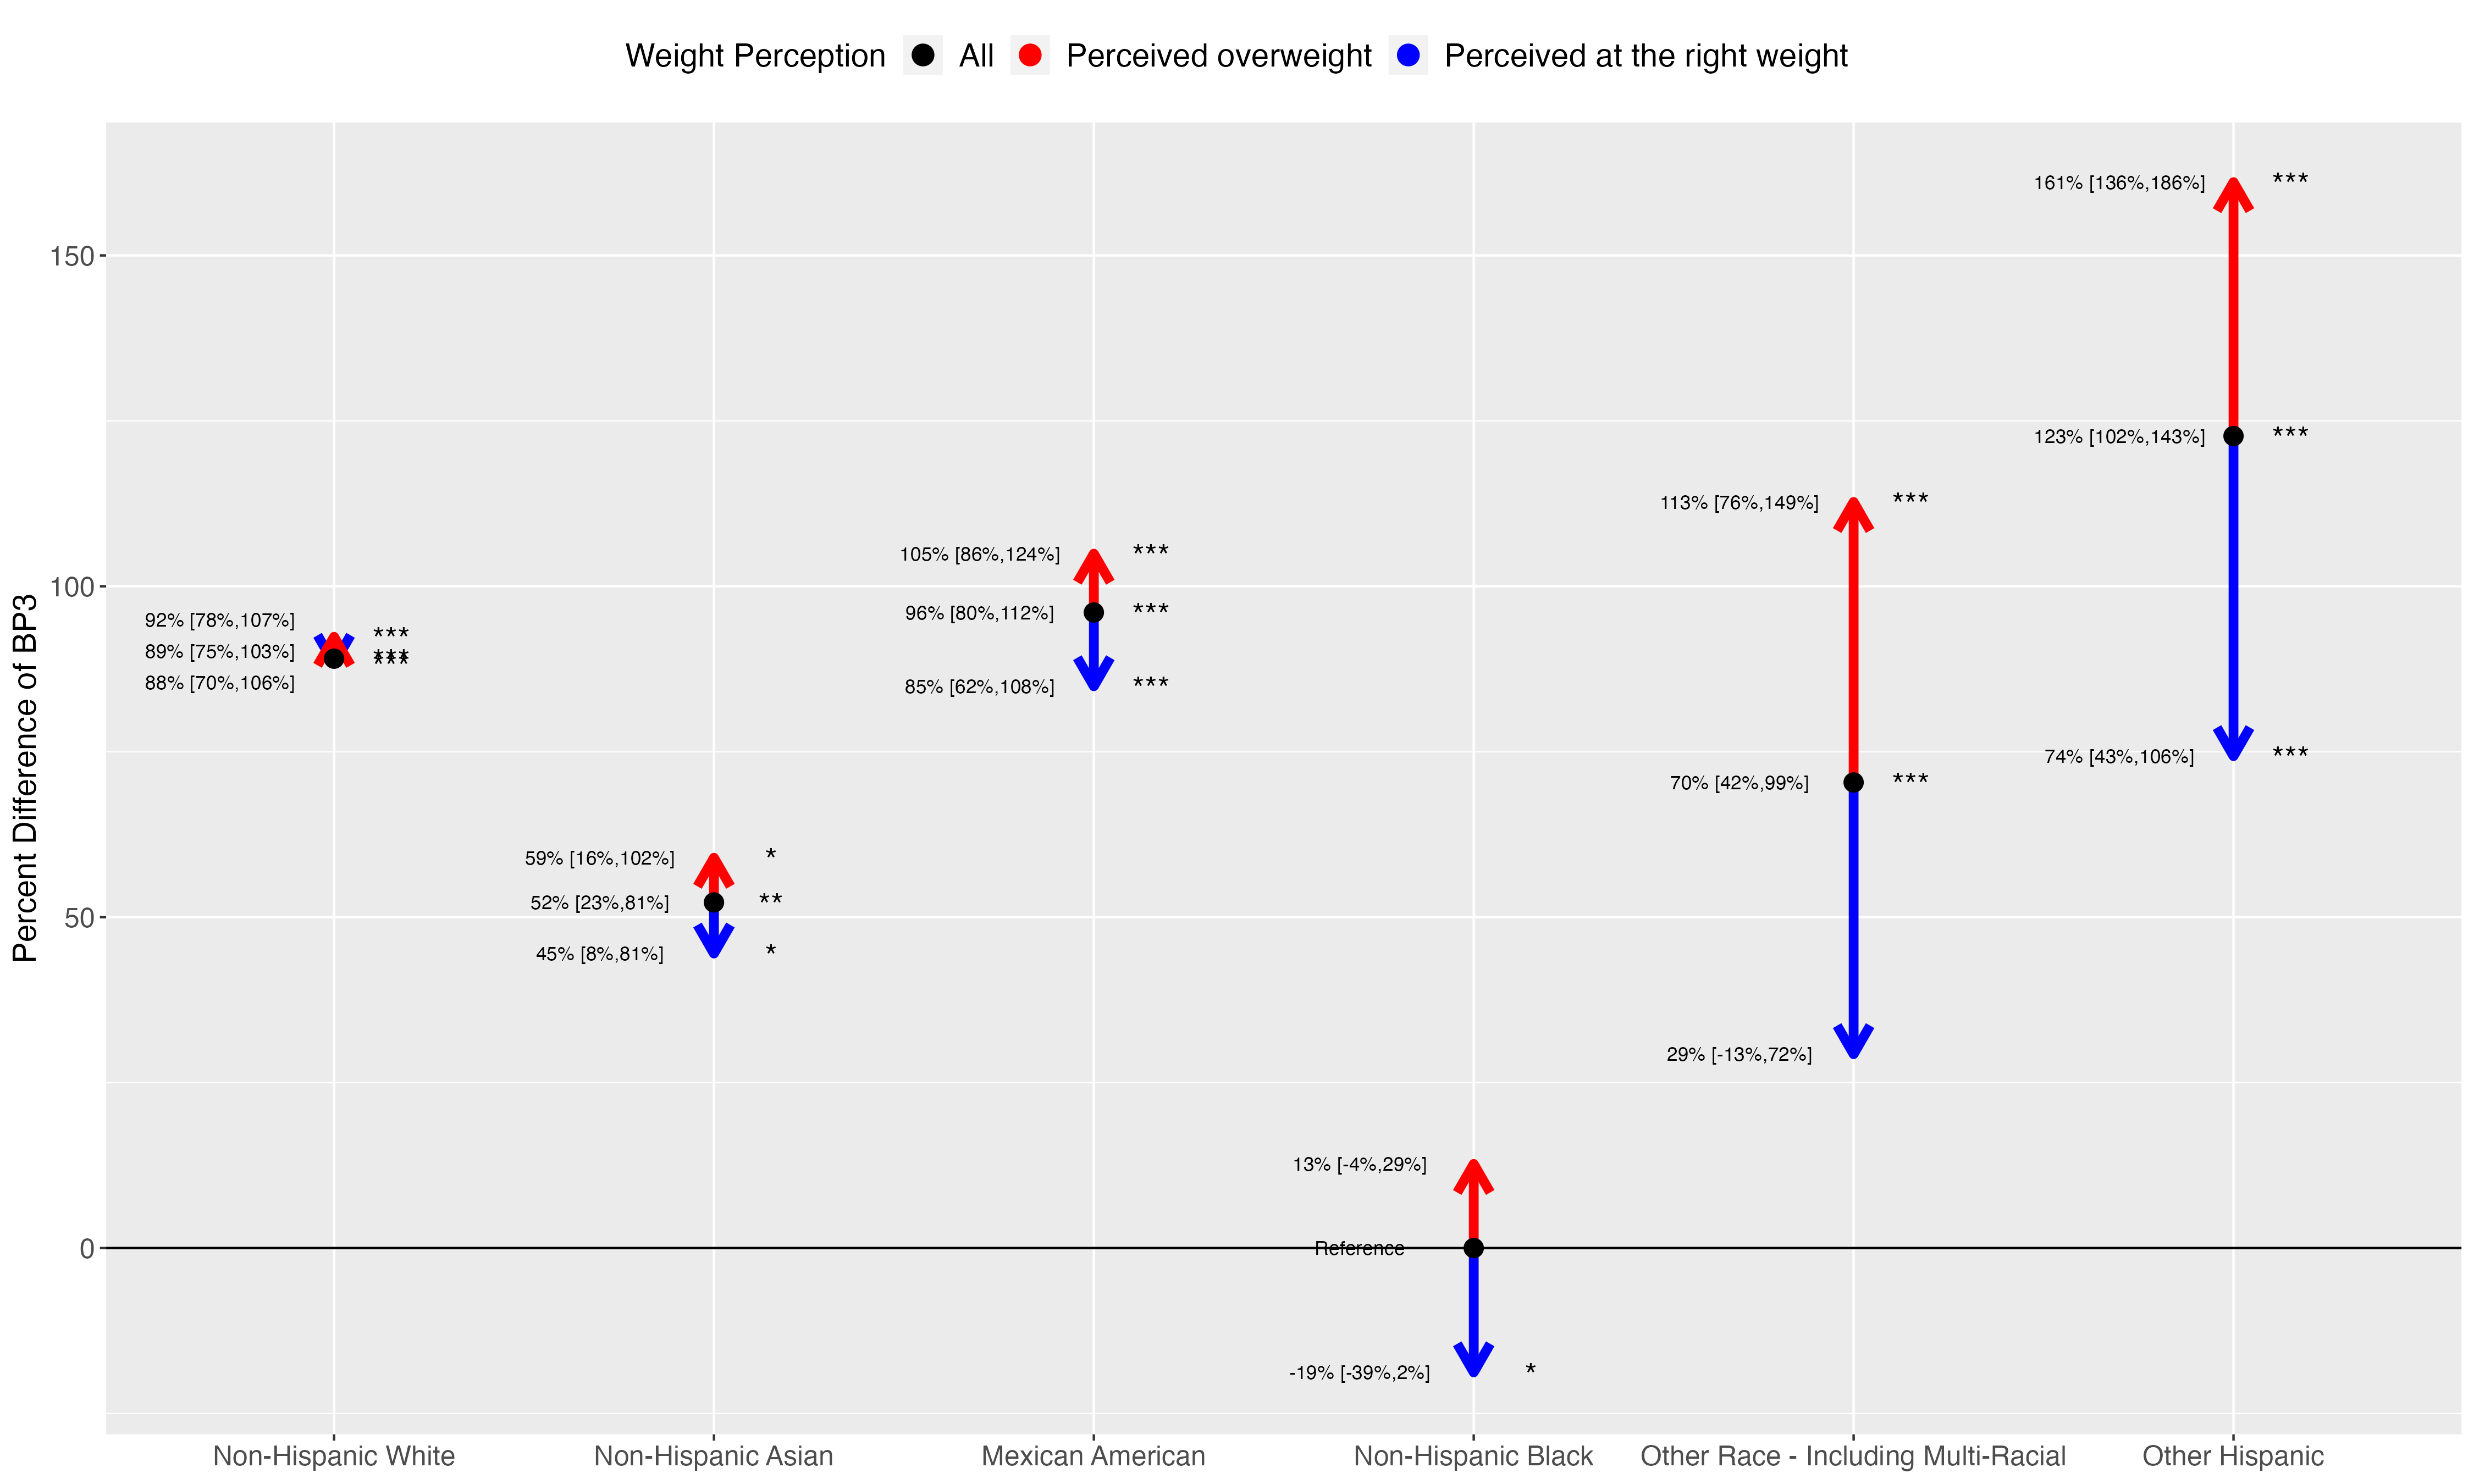 Weight Perception All Perceived overweight Perceived at the right weight
Percent Difference of BP3
150
100
50
0
92% [78%,107%] ***
89% [75%,103%] ***
88% [70%,106%] ***
59% [16%,102%] *
52% [23%,81%] **
45% [8%,81%] *
105% [86%,124%] ***
96% [80%,112%] ***
85% [62%,108%] ***
13% [-4%,29%]
Reference
-19% [-39%,2%] *
113% [76%,149%] ***
70% [42%,99%] ***
29% [-13%,72%]
161% [136%,186%] ***
123% [102%,143%] ***
74% [43%,106%] ***
Non-Hispanic White
Non-Hispanic Asian
Mexican American
Non-Hispanic Black
Other Race - Including Multi-Racial
Other Hispanic